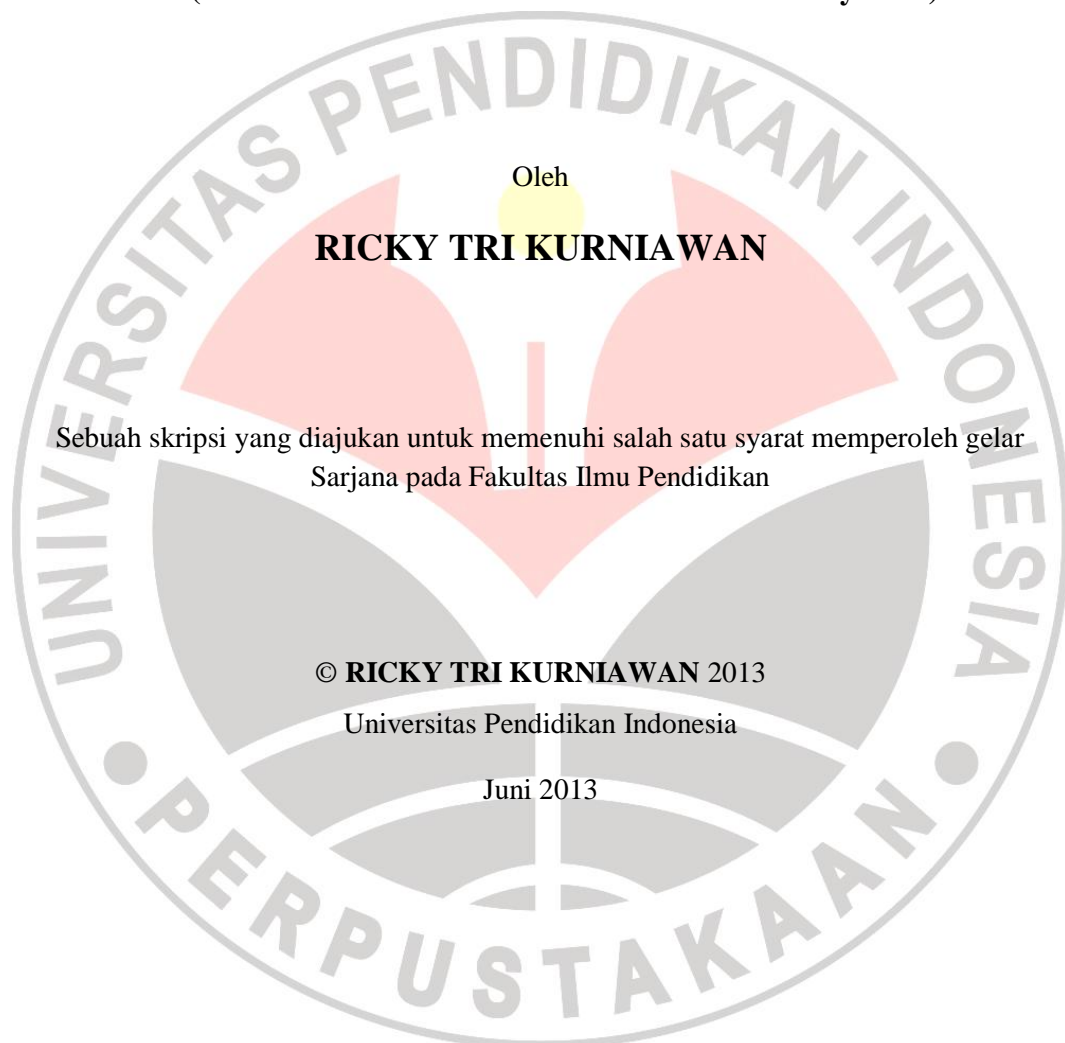 Oleh
RICKY TRI KURNIAWAN
Sebuah skripsi yang diajukan untuk memenuhi salah satu syarat memperoleh gelar
Sarjana pada Fakultas Ilmu Pendidikan
© RICKY TRI KURNIAWAN 2013
Universitas Pendidikan Indonesia
Juni 2013
UNIVERSITAS PENDIDIKAN INDONESIA
PERPUSTAKAAN